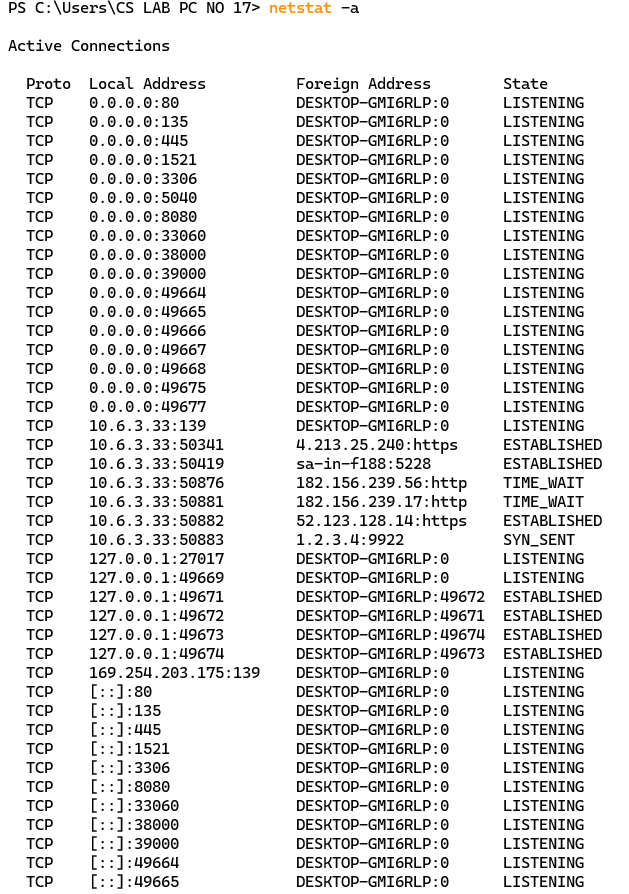 PS C:\Users\CS LAB PC NO 17> netstat -a
Active Connections
Proto  Local Address          Foreign Address        State
TCP    0.0.0.0:80             DESKTOP-GMI6RLP:0      LISTENING
TCP    0.0.0.0:135            DESKTOP-GMI6RLP:0      LISTENING
TCP    0.0.0.0:445            DESKTOP-GMI6RLP:0      LISTENING
TCP    0.0.0.0:1521           DESKTOP-GMI6RLP:0      LISTENING
TCP    0.0.0.0:3306           DESKTOP-GMI6RLP:0      LISTENING
TCP    0.0.0.0:5040           DESKTOP-GMI6RLP:0      LISTENING
TCP    0.0.0.0:8080           DESKTOP-GMI6RLP:0      LISTENING
TCP    0.0.0.0:33060          DESKTOP-GMI6RLP:0      LISTENING
TCP    0.0.0.0:38000          DESKTOP-GMI6RLP:0      LISTENING
TCP    0.0.0.0:39000          DESKTOP-GMI6RLP:0      LISTENING
TCP    0.0.0.0:49664          DESKTOP-GMI6RLP:0      LISTENING
TCP    0.0.0.0:49665          DESKTOP-GMI6RLP:0      LISTENING
TCP    0.0.0.0:49666          DESKTOP-GMI6RLP:0      LISTENING
TCP    0.0.0.0:49667          DESKTOP-GMI6RLP:0      LISTENING
TCP    0.0.0.0:49668          DESKTOP-GMI6RLP:0      LISTENING
TCP    0.0.0.0:49675          DESKTOP-GMI6RLP:0      LISTENING
TCP    0.0.0.0:49677          DESKTOP-GMI6RLP:0      LISTENING
TCP    10.6.3.33:139          DESKTOP-GMI6RLP:0      LISTENING
TCP    10.6.3.33:50341        4.213.25.240:https     ESTABLISHED
TCP    10.6.3.33:50419        sa-in-f188:5228        ESTABLISHED
TCP    10.6.3.33:50876        182.156.239.56:http    TIME_WAIT
TCP    10.6.3.33:50881        182.156.239.17:http    TIME_WAIT
TCP    10.6.3.33:50882        52.123.128.14:https    ESTABLISHED
TCP    10.6.3.33:50883        1.2.3.4:9922           SYN_SENT
TCP    127.0.0.1:27017        DESKTOP-GMI6RLP:0      LISTENING
TCP    127.0.0.1:49669        DESKTOP-GMI6RLP:0      LISTENING
TCP    127.0.0.1:49671        DESKTOP-GMI6RLP:49672  ESTABLISHED
TCP    127.0.0.1:49672        DESKTOP-GMI6RLP:49671  ESTABLISHED
TCP    127.0.0.1:49673        DESKTOP-GMI6RLP:49674  ESTABLISHED
TCP    127.0.0.1:49674        DESKTOP-GMI6RLP:49673  ESTABLISHED
TCP    169.254.203.175:139    DESKTOP-GMI6RLP:0      LISTENING
TCP    [::]:80                DESKTOP-GMI6RLP:0      LISTENING
TCP    [::]:135               DESKTOP-GMI6RLP:0      LISTENING
TCP    [::]:445               DESKTOP-GMI6RLP:0      LISTENING
TCP    [::]:1521              DESKTOP-GMI6RLP:0      LISTENING
TCP    [::]:3306              DESKTOP-GMI6RLP:0      LISTENING
TCP    [::]:8080              DESKTOP-GMI6RLP:0      LISTENING
TCP    [::]:33060             DESKTOP-GMI6RLP:0      LISTENING
TCP    [::]:38000             DESKTOP-GMI6RLP:0      LISTENING
TCP    [::]:39000             DESKTOP-GMI6RLP:0      LISTENING
TCP    [::]:49664             DESKTOP-GMI6RLP:0      LISTENING
TCP    [::]:49665             DESKTOP-GMI6RLP:0      LISTENING